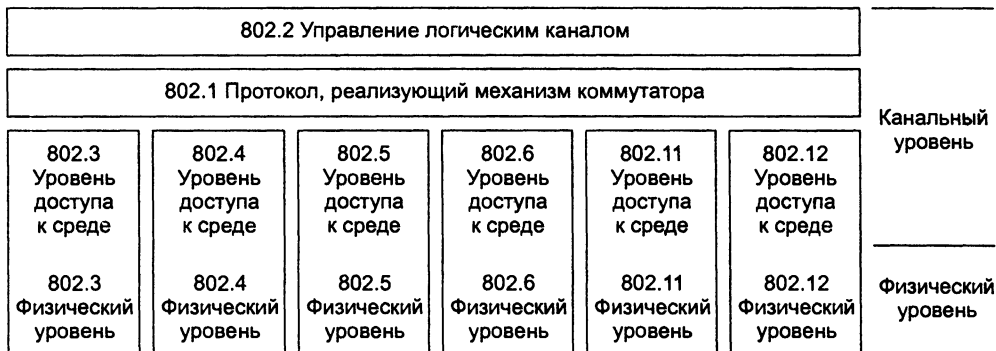 802.2 Управление логическим каналом
802.1 Протокол, реализующий механизм коммутатора
802.3
Уровень
доступа
к среде
802.4
Уровень
доступа
к среде
802.5
Уровень
доступа
к среде
802.6
Уровень
доступа
к среде
802.11
Уровень
доступа
к среде
802.12
Уровень
доступа
к среде
Канальный
уровень
802.3
Физический
уровень
802.4
Физический
уровень
802.5
Физический
уровень
802.6
Физический
уровень
802.11
Физический
уровень
802.12
Физический
уровень
Физический
уровень